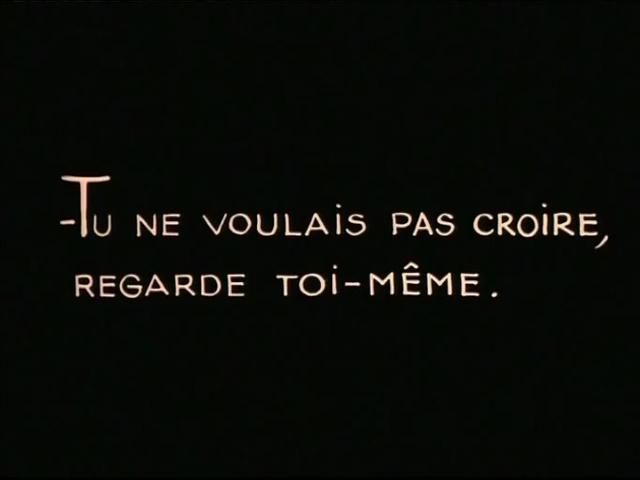 -Tu NE VOULAiS PAS CROiRE,
REGARDE TOi-MÊME.